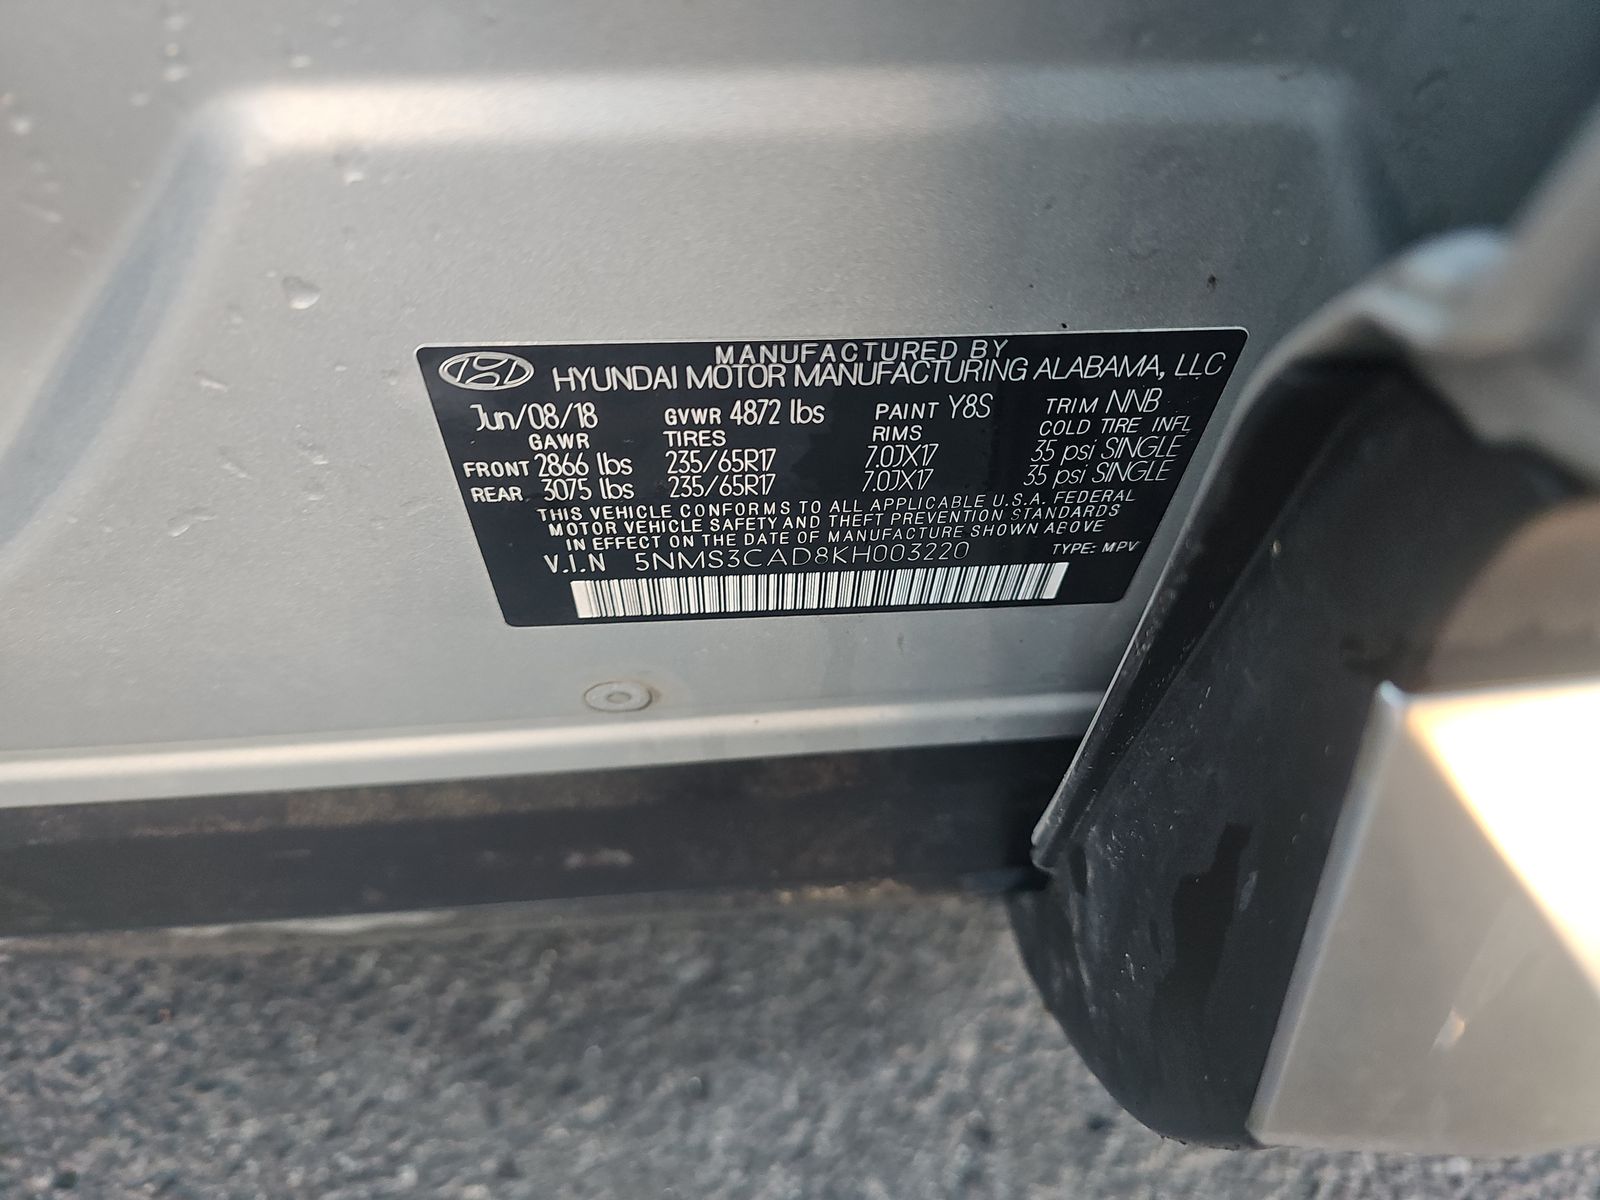 MANUFACTURED BY
HYUNDAI MOTOR MANUFACTURING ALABAMA, LLC
Jun/08/18 GVWR 4872 lbs PAINT Y8S TRIM NNB
GAWR TIRES RIMS COLD TIRE INFL
FRONT 2866 lbs 235/65R17 7.0JX17 35 psi SINGLE
REAR 3075 lbs 235/65R17 7.0JX17 35 psi SINGLE
THIS VEHICLE CONFORMS TO ALL APPLICABLE U.S.A. FEDERAL
MOTOR VEHICLE SAFETY AND THEFT PREVENTION STANDARDS
IN EFFECT ON THE DATE OF MANUFACTURE SHOWN ABOVE
V.I.N 5NMS3CAD8KH003220 TYPE: MPV